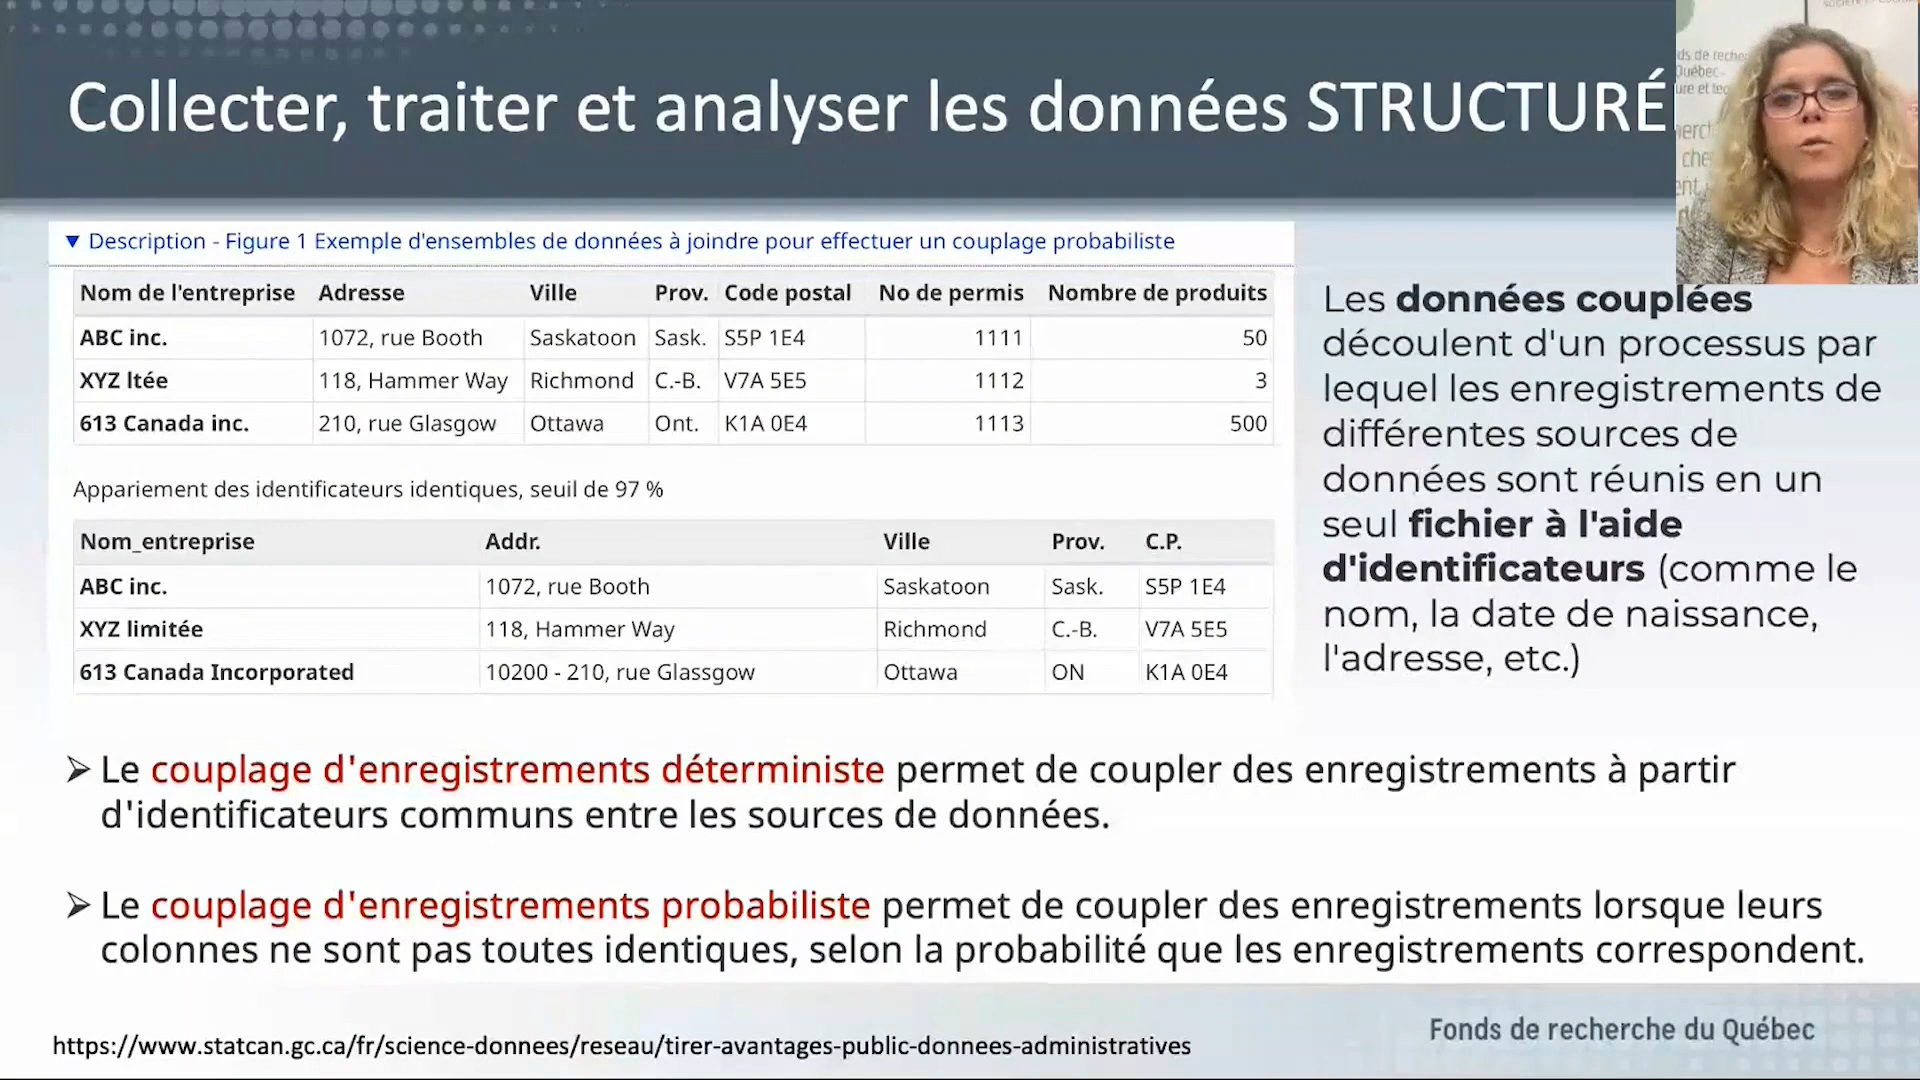 Collecter, traiter et analyser les données STRUCTURÉ
▼ Description - Figure 1 Exemple d'ensembles de données à joindre pour effectuer un couplage probabiliste
Nom de l'entreprise Adresse Ville Prov. Code postal No de permis Nombre de produits
ABC inc. 1072, rue Booth Saskatoon Sask. S5P 1E4 1111 50
XYZ ltée 118, Hammer Way Richmond C.-B. V7A 5E5 1112 3
613 Canada inc. 210, rue Glasgow Ottawa Ont. K1A 0E4 1113 500
Appariement des identificateurs identiques, seuil de 97 %
Nom_entreprise Addr. Ville Prov. C.P.
ABC inc. 1072, rue Booth Saskatoon Sask. S5P 1E4
XYZ limitée 118, Hammer Way Richmond C.-B. V7A 5E5
613 Canada Incorporated 10200 - 210, rue Glassgow Ottawa ON K1A 0E4
Les données couplées
découlent d'un processus par
lequel les enregistrements de
différentes sources de
données sont réunis en un
seul fichier à l'aide
d'identificateurs (comme le
nom, la date de naissance,
l'adresse, etc.)
➢ Le couplage d'enregistrements déterministe permet de coupler des enregistrements à partir
d'identificateurs communs entre les sources de données.
➢ Le couplage d'enregistrements probabiliste permet de coupler des enregistrements lorsque leurs
colonnes ne sont pas toutes identiques, selon la probabilité que les enregistrements correspondent.
https://www.statcan.gc.ca/fr/science-donnees/reseau/tirer-avantages-public-donnees-administratives
Fonds de recherche du Québec